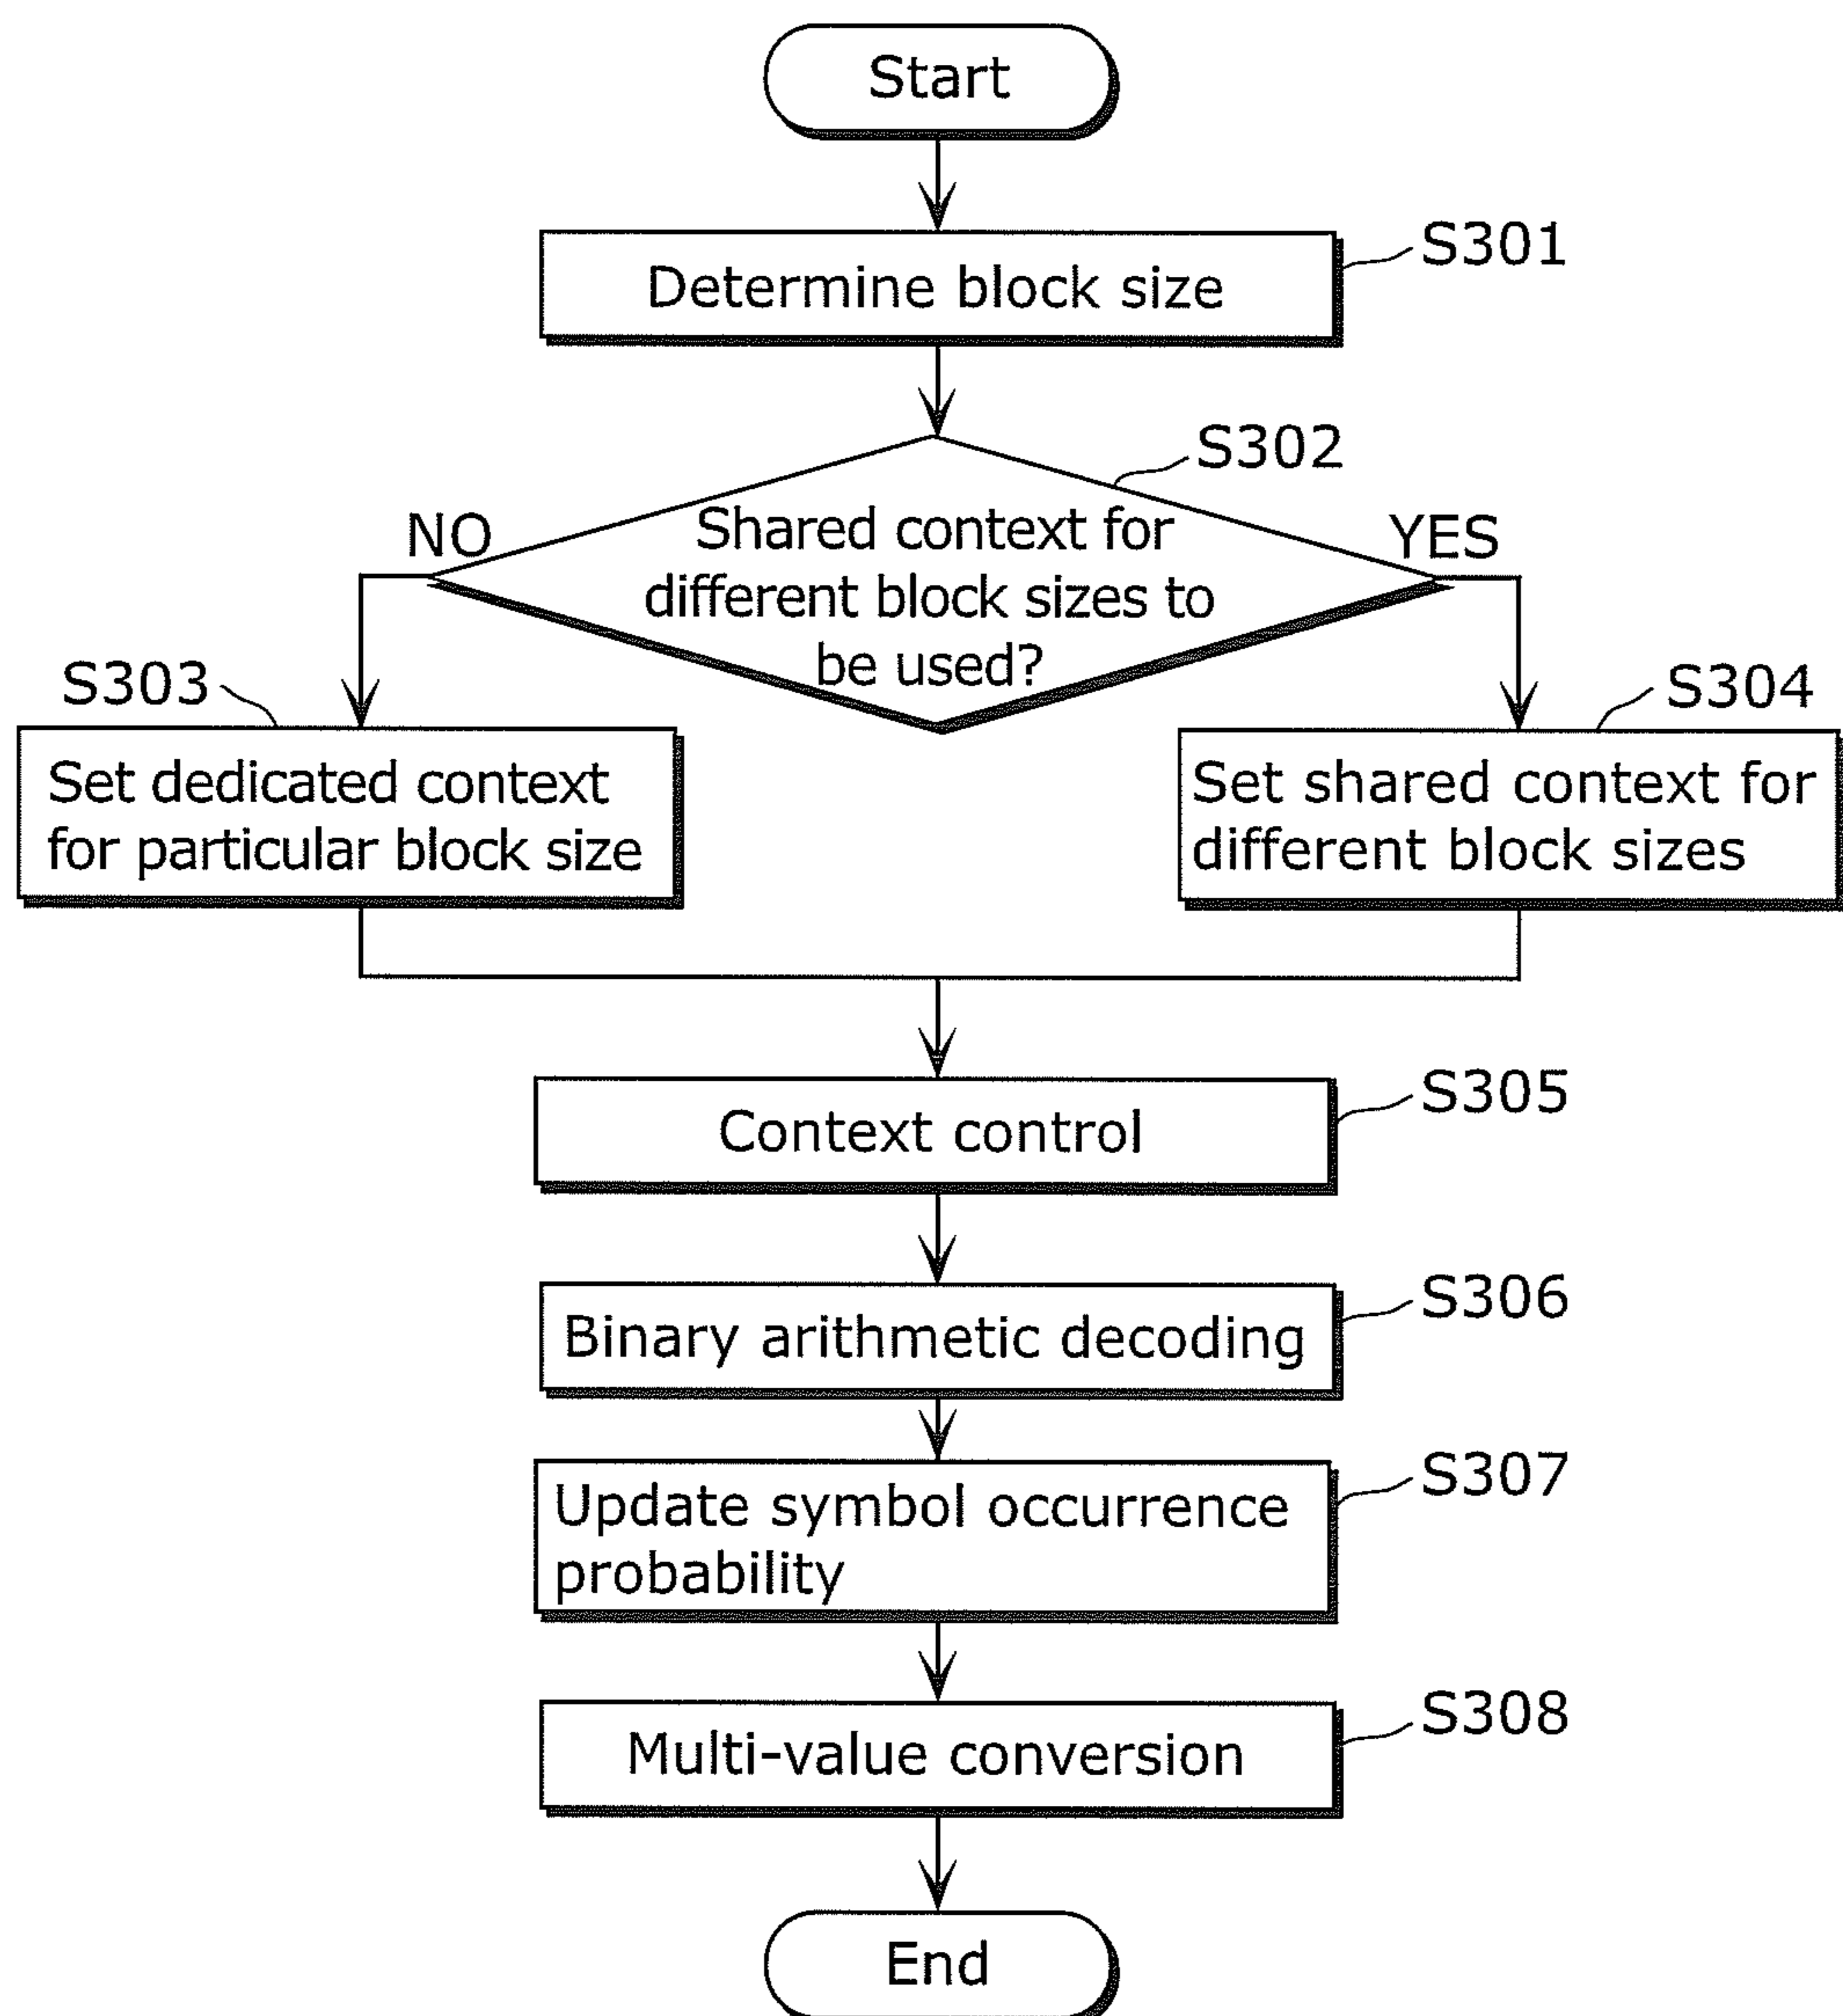 Start
S301
Determine block size
S302
NO
YES
Shared context for
different block sizes to
be used?
S303
S304
Set dedicated context
for particular block size
Set shared context for
different block sizes
S305
Context control
S306
Binary arithmetic decoding
S307
Update symbol occurrence
probability
S308
Multi-value conversion
End